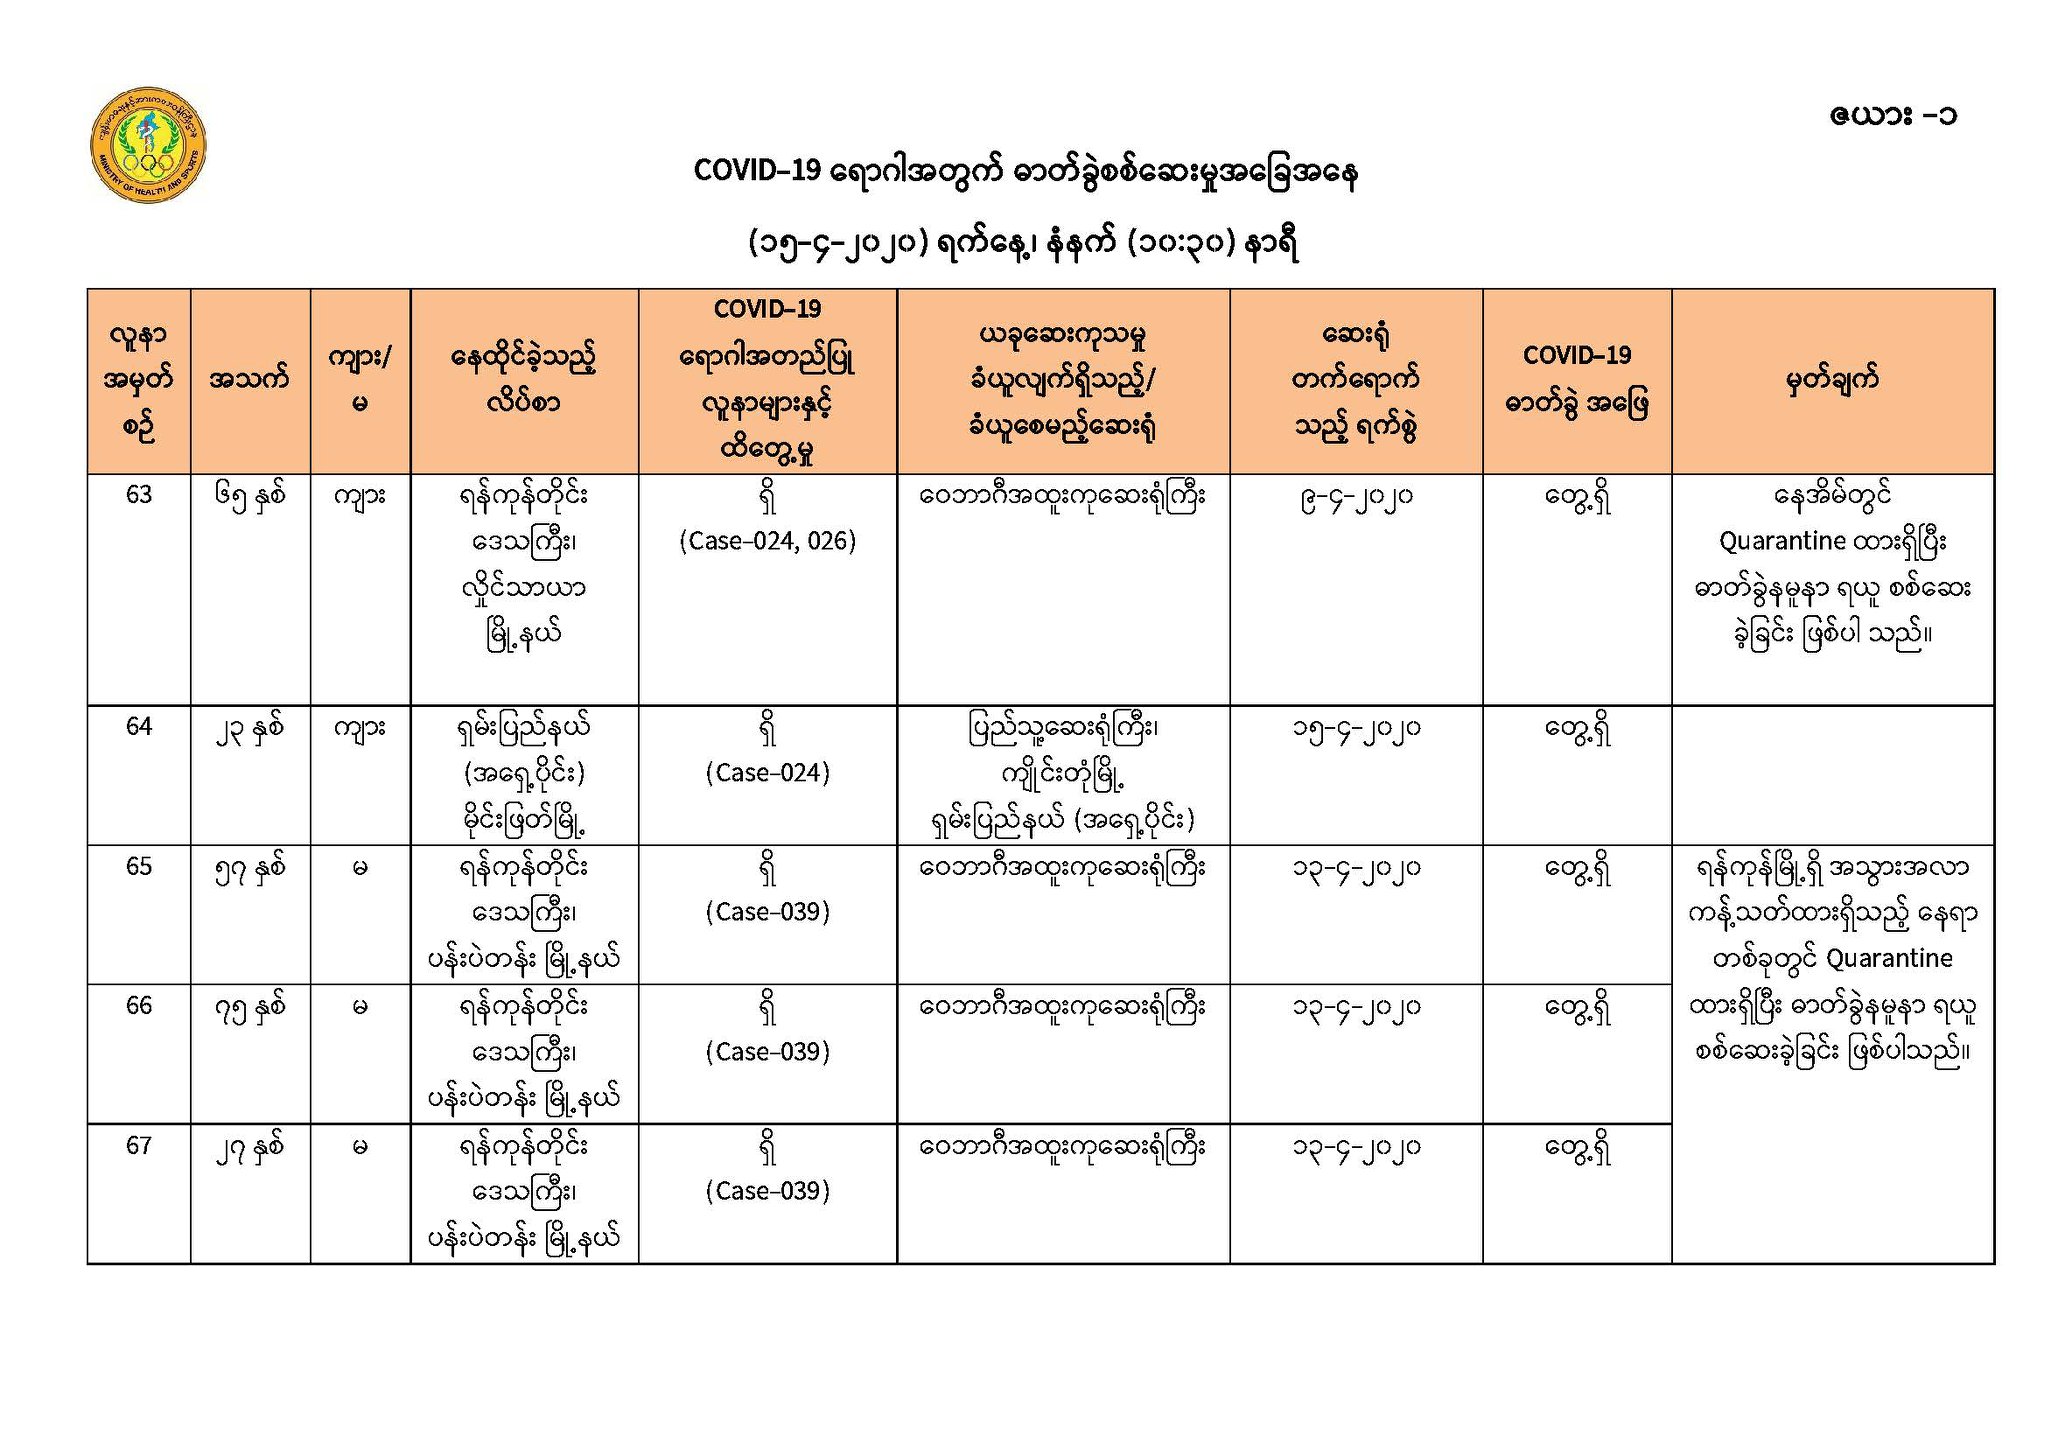 ကျန်းမာရေးနှင့်အားကစားဝန်ကြီးဌာန
MINISTRY OF HEALTH AND SPORTS
ဇယား –၁
COVID–19 ရောဂါအတွက် ဓာတ်ခွဲစစ်ဆေးမှုအခြေအနေ
(၁၅–၄–၂၀၂၀) ရက်နေ့၊ နံနက် (၁၀:၃၀) နာရီ
လူနာ
အမှတ်
စဉ်
အသက်
ကျား/
မ
နေထိုင်ခဲ့သည့်
လိပ်စာ
COVID–19
ရောဂါအတည်ပြု
လူနာများနှင့်
ထိတွေ့မှု
ယခုဆေးကုသမှု
ခံယူလျက်ရှိသည့်/
ခံယူစေမည့်ဆေးရုံ
ဆေးရုံ
တက်ရောက်
သည့် ရက်စွဲ
COVID–19
ဓာတ်ခွဲ အဖြေ
မှတ်ချက်
63
၆၅ နှစ်
ကျား
ရန်ကုန်တိုင်း
ဒေသကြီး၊
လှိုင်သာယာ
မြို့နယ်
ရှိ
(Case–024, 026)
ဝေဘာဂီအထူးကုဆေးရုံကြီး
၉–၄–၂၀၂၀
တွေ့ရှိ
နေအိမ်တွင်
Quarantine ထားရှိပြီး
ဓာတ်ခွဲနမူနာ ရယူ စစ်ဆေး
ခဲ့ခြင်း ဖြစ်ပါ သည်။
64
၂၃ နှစ်
ကျား
ရှမ်းပြည်နယ်
(အရှေ့ပိုင်း)
မိုင်းဖြတ်မြို့
ရှိ
(Case–024)
ပြည်သူ့ဆေးရုံကြီး၊
ကျိုင်းတုံမြို့
ရှမ်းပြည်နယ် (အရှေ့ပိုင်း)
၁၅–၄–၂၀၂၀
တွေ့ရှိ
65
၅၇ နှစ်
မ
ရန်ကုန်တိုင်း
ဒေသကြီး၊
ပန်းပဲတန်း မြို့နယ်
ရှိ
(Case–039)
ဝေဘာဂီအထူးကုဆေးရုံကြီး
၁၃–၄–၂၀၂၀
တွေ့ရှိ
ရန်ကုန်မြို့ရှိ အသွားအလာ
ကန့်သတ်ထားရှိသည့် နေရာ
တစ်ခုတွင် Quarantine
ထားရှိပြီး ဓာတ်ခွဲနမူနာ ရယူ
စစ်ဆေးခဲ့ခြင်း ဖြစ်ပါသည်။
66
၇၅ နှစ်
မ
ရန်ကုန်တိုင်း
ဒေသကြီး၊
ပန်းပဲတန်း မြို့နယ်
ရှိ
(Case–039)
ဝေဘာဂီအထူးကုဆေးရုံကြီး
၁၃–၄–၂၀၂၀
တွေ့ရှိ
67
၂၇ နှစ်
မ
ရန်ကုန်တိုင်း
ဒေသကြီး၊
ပန်းပဲတန်း မြို့နယ်
ရှိ
(Case–039)
ဝေဘာဂီအထူးကုဆေးရုံကြီး
၁၃–၄–၂၀၂၀
တွေ့ရှိ